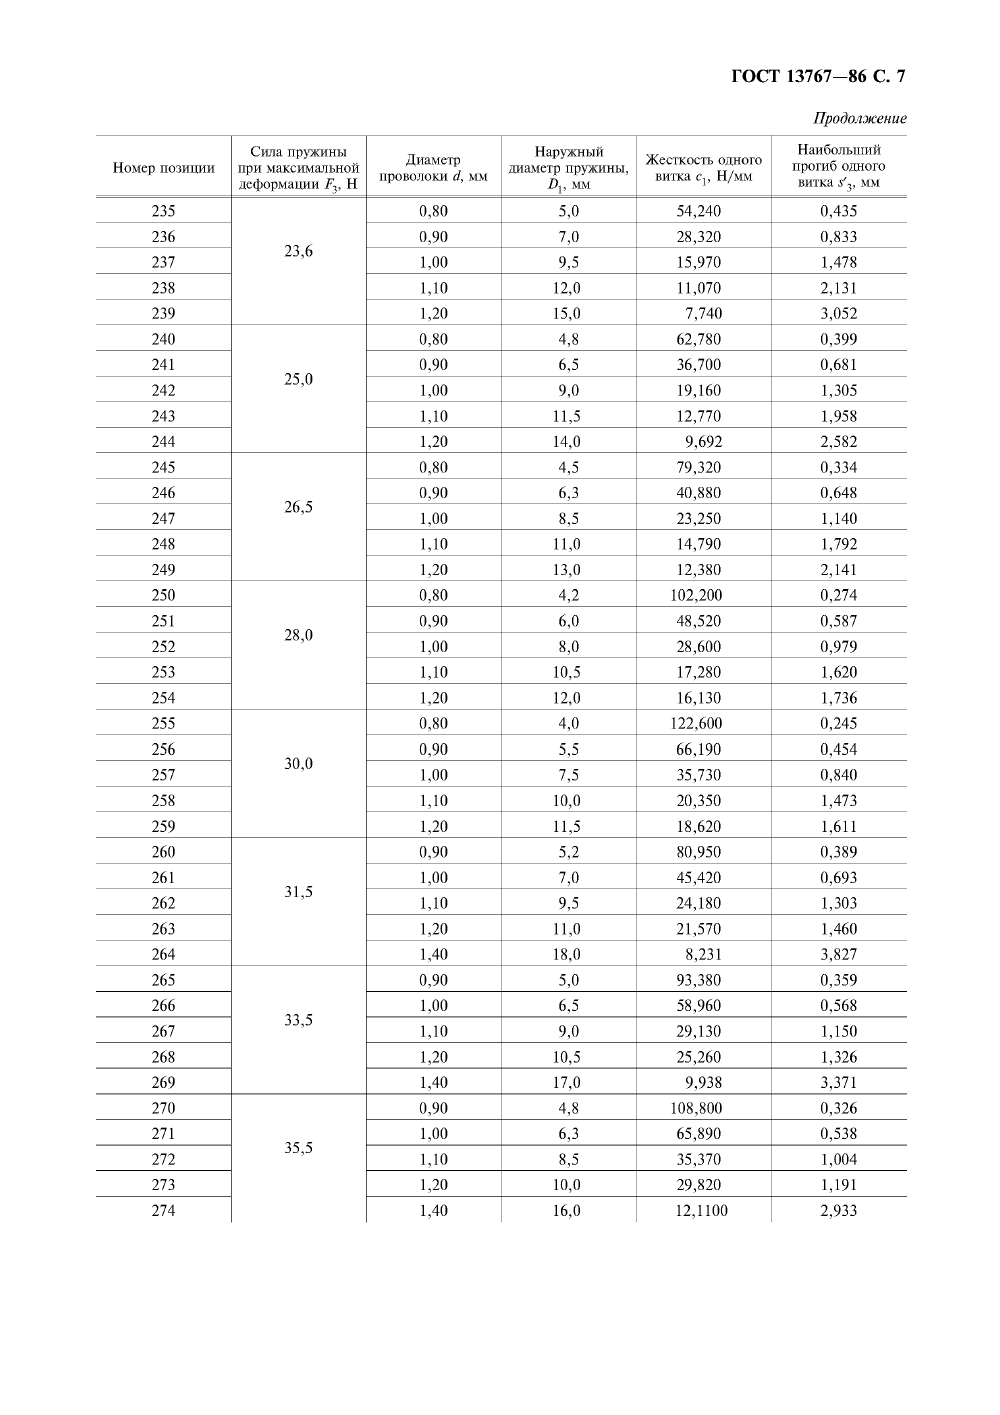 ГОСТ 13767—86 С. 7
Продолжение
Номер позиции
Сила пружины
при максимальной
деформации F3, Н
Диаметр
проволоки d, мм
Наружный
диаметр пружины,
D1, мм
Жесткость одного
витка c1, Н/мм
Наибольший
прогиб одного
витка s′3, мм
235 23,6 0,80 5,0 54,240 0,435
236 0,90 7,0 28,320 0,833
237 1,00 9,5 15,970 1,478
238 1,10 12,0 11,070 2,131
239 1,20 15,0 7,740 3,052
240 25,0 0,80 4,8 62,780 0,399
241 0,90 6,5 36,700 0,681
242 1,00 9,0 19,160 1,305
243 1,10 11,5 12,770 1,958
244 1,20 14,0 9,692 2,582
245 26,5 0,80 4,5 79,320 0,334
246 0,90 6,3 40,880 0,648
247 1,00 8,5 23,250 1,140
248 1,10 11,0 14,790 1,792
249 1,20 13,0 12,380 2,141
250 28,0 0,80 4,2 102,200 0,274
251 0,90 6,0 48,520 0,587
252 1,00 8,0 28,600 0,979
253 1,10 10,5 17,280 1,620
254 1,20 12,0 16,130 1,736
255 30,0 0,80 4,0 122,600 0,245
256 0,90 5,5 66,190 0,454
257 1,00 7,5 35,730 0,840
258 1,10 10,0 20,350 1,473
259 1,20 11,5 18,620 1,611
260 31,5 0,90 5,2 80,950 0,389
261 1,00 7,0 45,420 0,693
262 1,10 9,5 24,180 1,303
263 1,20 11,0 21,570 1,460
264 1,40 18,0 8,231 3,827
265 33,5 0,90 5,0 93,380 0,359
266 1,00 6,5 58,960 0,568
267 1,10 9,0 29,130 1,150
268 1,20 10,5 25,260 1,326
269 1,40 17,0 9,938 3,371
270 35,5 0,90 4,8 108,800 0,326
271 1,00 6,3 65,890 0,538
272 1,10 8,5 35,370 1,004
273 1,20 10,0 29,820 1,191
274 1,40 16,0 12,1100 2,933